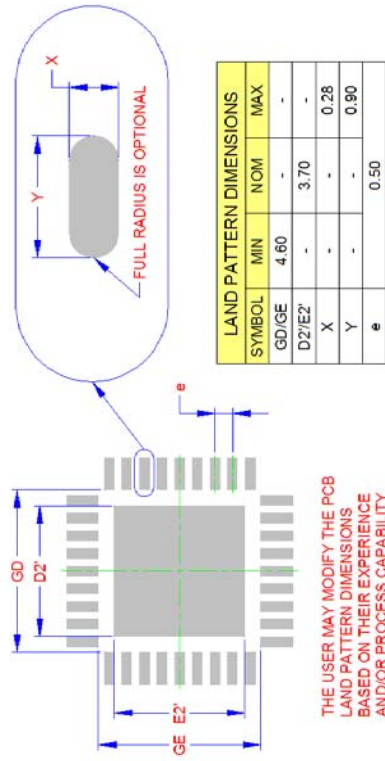 GD
D2'
GE
E2'
e
Y
X
FULL RADIUS IS OPTIONAL
THE USER MAY MODIFY THE PCB
LAND PATTERN DIMENSIONS
BASED ON THEIR EXPERIENCE
AND/OR PROCESS CAPABILITY
LAND PATTERN DIMENSIONS
SYMBOL MIN NOM MAX
GD/GE 4.60 - -
D2'/E2' - 3.70 -
X - - 0.28
Y - - 0.90
e 0.50